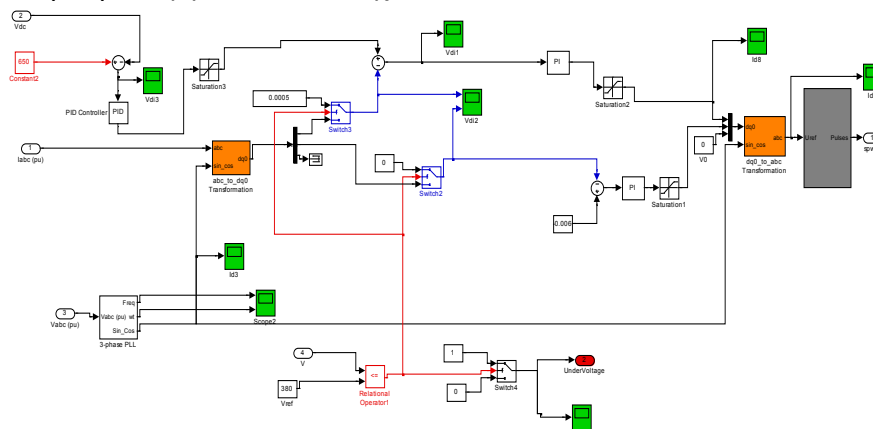 2
Vdc
650
Constant2
Vdi3
PID Controller
PID
Saturation3
Vdi1
PI
Saturation2
Id8
0.0005
Switch3
Vdi2
1
Iabc (pu)
abc
sin_cos
dq0
abc_to_dq0
Transformation
0
Switch2
-0.006
PI
Saturation1
0
V0
dq0
sin_cos
abc
dq0_to_abc
Transformation
Uref
Pulses
Id3
3
Vabc (pu)
Freq
Vabc (pu)
wt
Sin_Cos
3-phase PLL
Scope2
4
V
380
Vref
<=
Relational
Operator1
1
0
Switch4
UnderVoltage